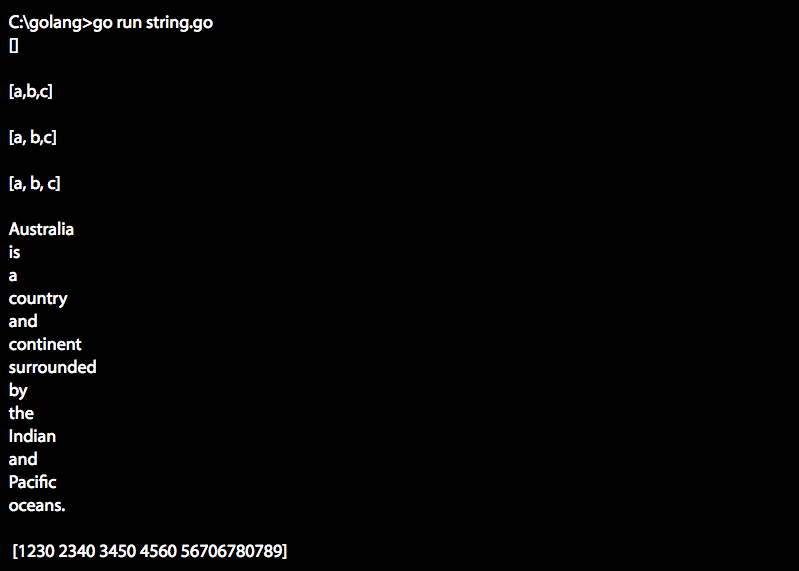 C:\golang>go run string.go
[]
[a,b,c]
[a, b,c]
[a, b, c]
Australia
is
a
country
and
continent
surrounded
by
the
Indian
and
Pacific
oceans.
[1230 2340 3450 4560 56706780789]